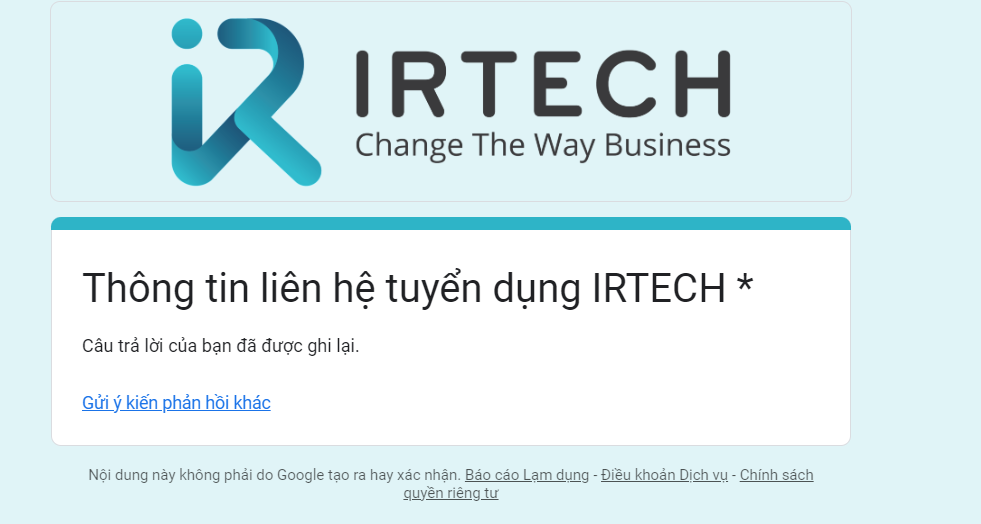 IRTECH
Change The Way Business
Thông tin liên hệ tuyển dụng IRTECH *
Câu trả lời của bạn đã được ghi lại.
Gửi ý kiến phản hồi khác
Nội dung này không phải do Google tạo ra hay xác nhận. Báo cáo Lạm dụng - Điều khoản Dịch vụ - Chính sách
quyền riêng tư